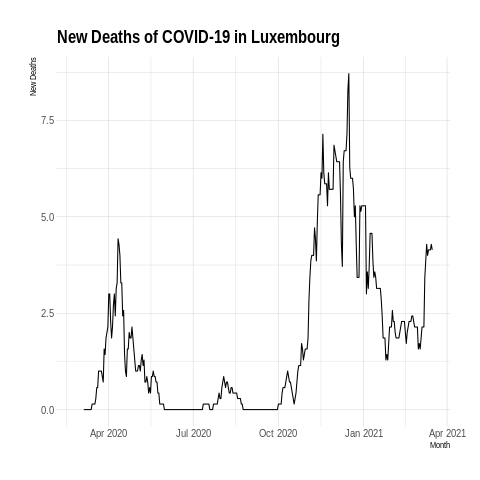 New Deaths of COVID-19 in Luxembourg
New Deaths
7.5
5.0
2.5
0.0
Apr 2020
Jul 2020
Oct 2020
Jan 2021
Apr 2021
Month